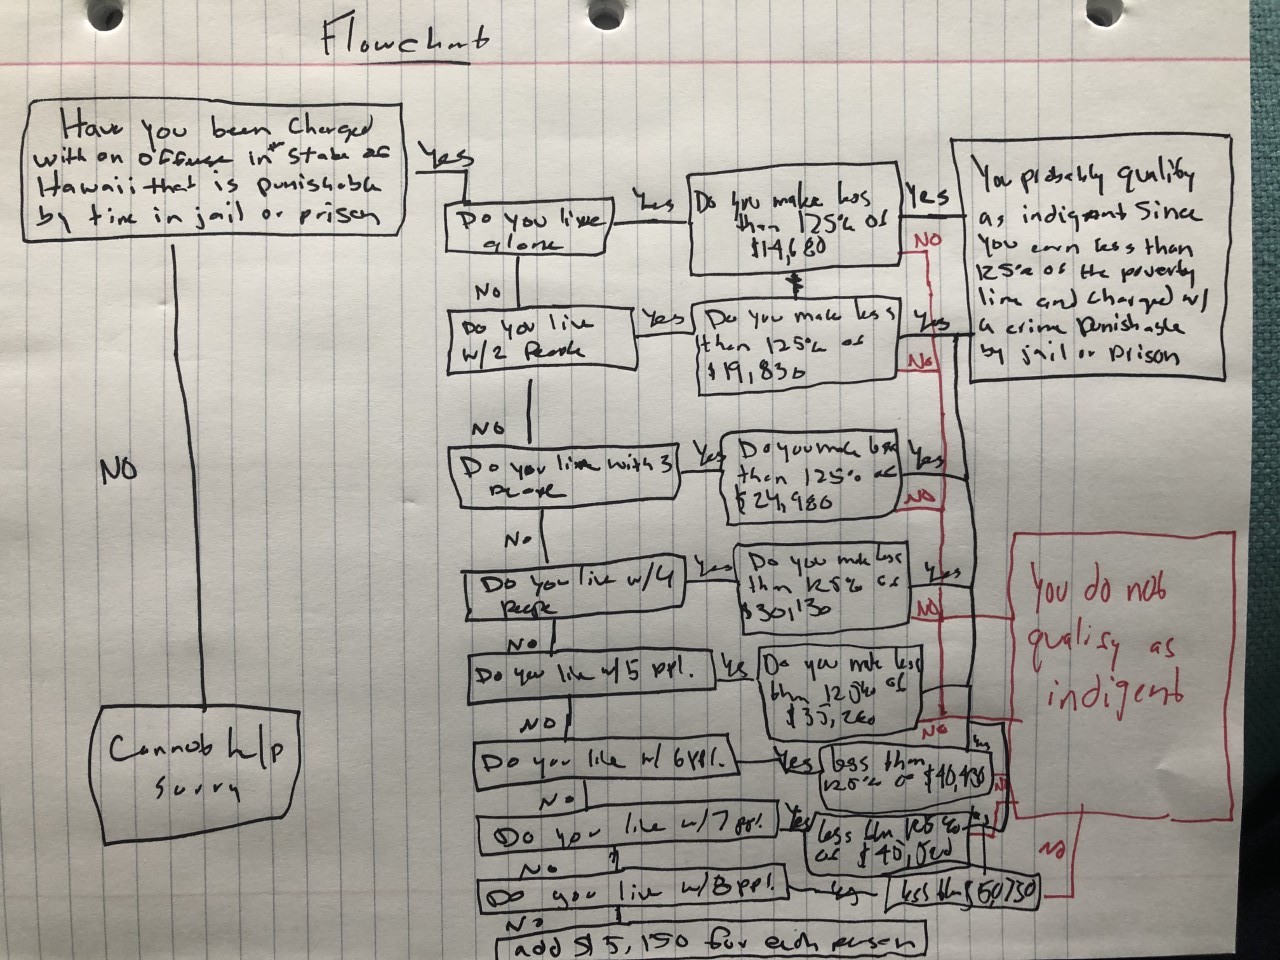 Flowchart
Have you been charged
with an offense in the state of
Hawaii that is punishable
by time in jail or prison
Yes
Do you live
alone
Yes
Do you make less
than 125% of
$14,680
Yes
NO
You probably qualify
as indigent since
you earn less than
125% of the poverty
line and charged w/
a crime punishable
by jail or prison
NO
Do you live
w/2 people
Yes
Do you make less
than 125% of
$19,830
Yes
No
NO
Do you live with 3
people
Yes
Do you make less
than 125% of
$24,980
Yes
NO
NO
No
Do you live w/4
people
Yes
Do you make less
than 125% of
$30,130
Yes
NO
You do not
qualify as
indigent
NO
Do you live w/5 ppl.
Yes
Do you make less
than 125% of
NO
Cannot help
sorry
NO
Do you live w/ 6ppl.
Yes
less than
125% of $40,430
Yes
NO
NO
Do you live w/7 ppl.
Yes
less than 125%
of
Yes
NO
NO
Do you live w/8 ppl.
Yes
less than 50,730
NO
add $5,150 for each person